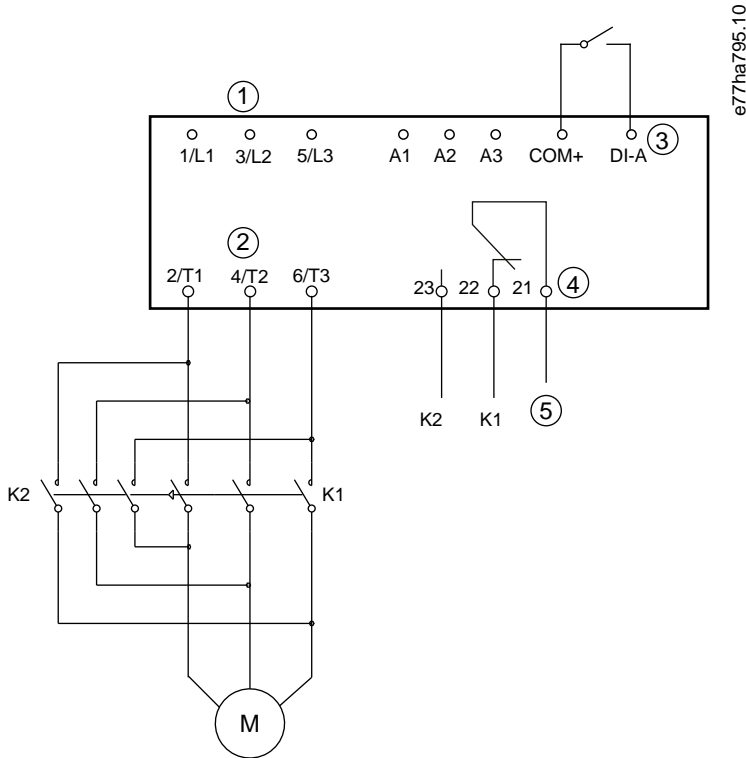 e77ha795.10
1
1/L1 3/L2 5/L3 A1 A2 A3 COM+ DI-A 3
2
2/T1 4/T2 6/T3 23 22 21 4
K2 K1 5
K2 K1
M